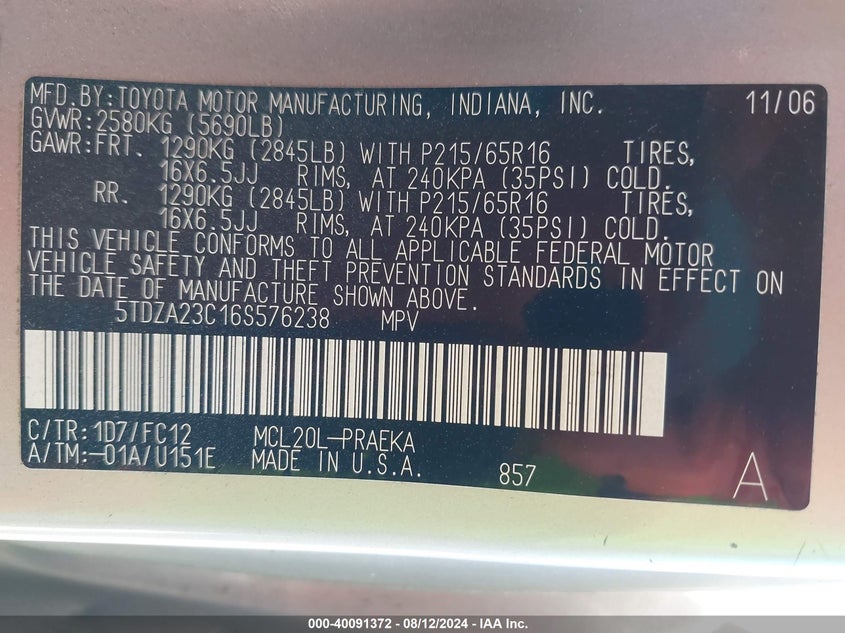 MFD.BY:TOYOTA MOTOR MANUFACTURING, INDIANA, INC. 11/06
GVWR:2580KG (5690LB)
GAWR:FRT. 1290KG (2845LB) WITH P215/65R16 TIRES,
16X6.5JJ RIMS, AT 240KPA (35PSI) COLD.
RR. 1290KG (2845LB) WITH P215/65R16 TIRES,
16X6.5JJ RIMS, AT 240KPA (35PSI) COLD.
THIS VEHICLE CONFORMS TO ALL APPLICABLE FEDERAL MOTOR
VEHICLE SAFETY AND THEFT PREVENTION STANDARDS IN EFFECT ON
THE DATE OF MANUFACTURE SHOWN ABOVE.
5TDZA23C16S576238 MPV
C/TR:1D7/FC12 MCL20L-PRAEKA
A/TM:-01A/U151E MADE IN U.S.A. 857 A
000-40091372 - 08/12/2024 - IAA Inc.